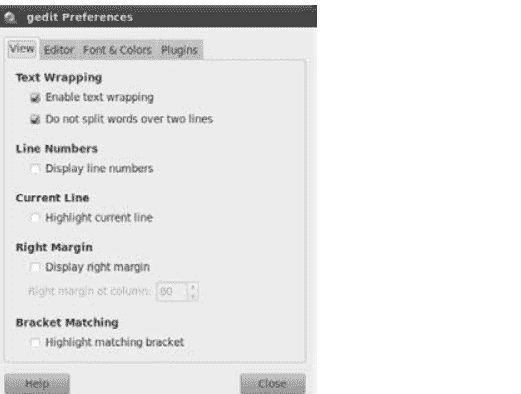 gedit Preferences
View Editor Font & Colors Plugins
Text Wrapping
Enable text wrapping
Do not split words over two lines
Line Numbers
Display line numbers
Current Line
Highlight current line
Right Margin
Display right margin
Right margin at column: 80
Bracket Matching
Highlight matching bracket
Help Close